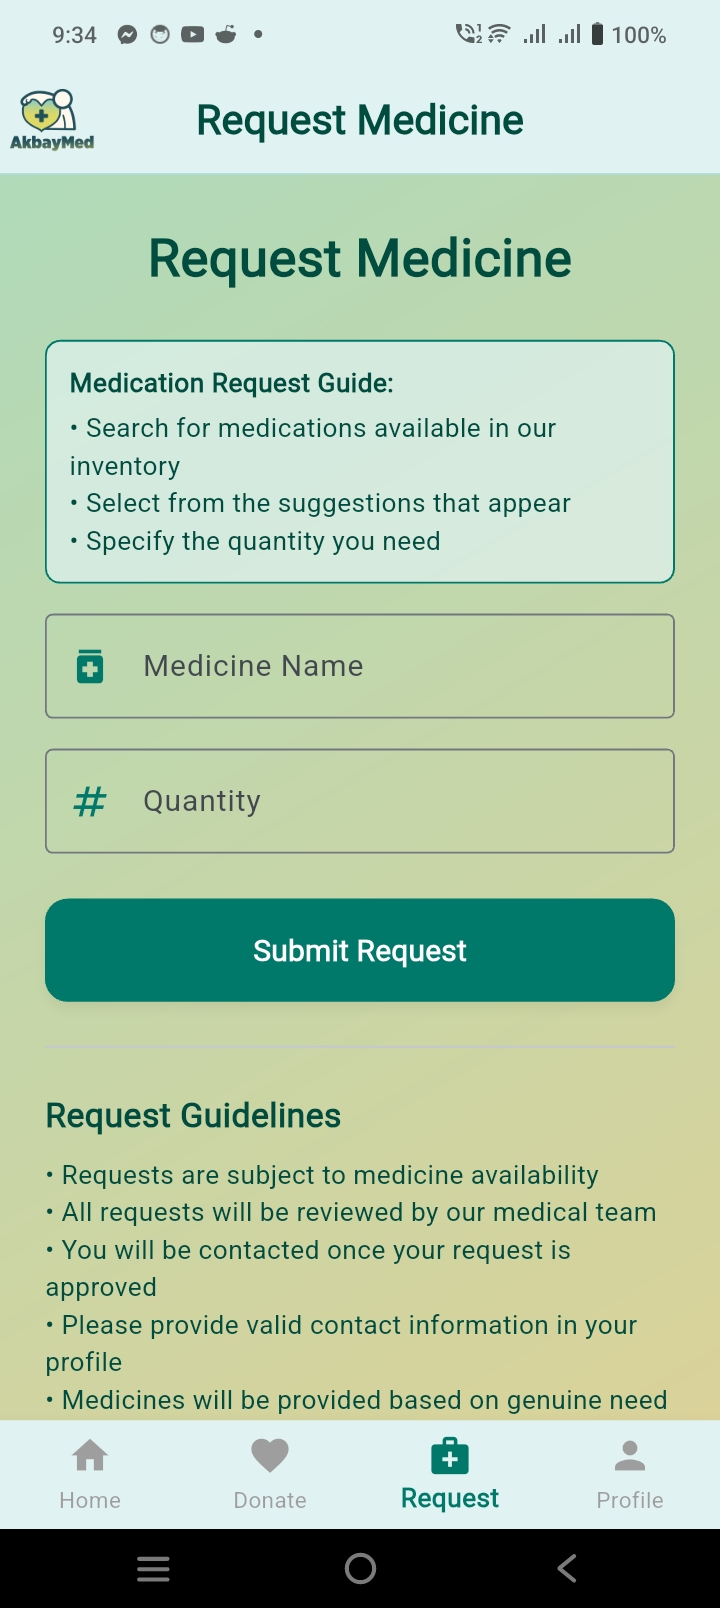 9:34
100%
AkbayMed
Request Medicine
Request Medicine
Medication Request Guide:
• Search for medications available in our
inventory
• Select from the suggestions that appear
• Specify the quantity you need
Medicine Name
# Quantity
Submit Request
Request Guidelines
• Requests are subject to medicine availability
• All requests will be reviewed by our medical team
• You will be contacted once your request is
approved
• Please provide valid contact information in your
profile
• Medicines will be provided based on genuine need
Home
Donate
Request
Profile